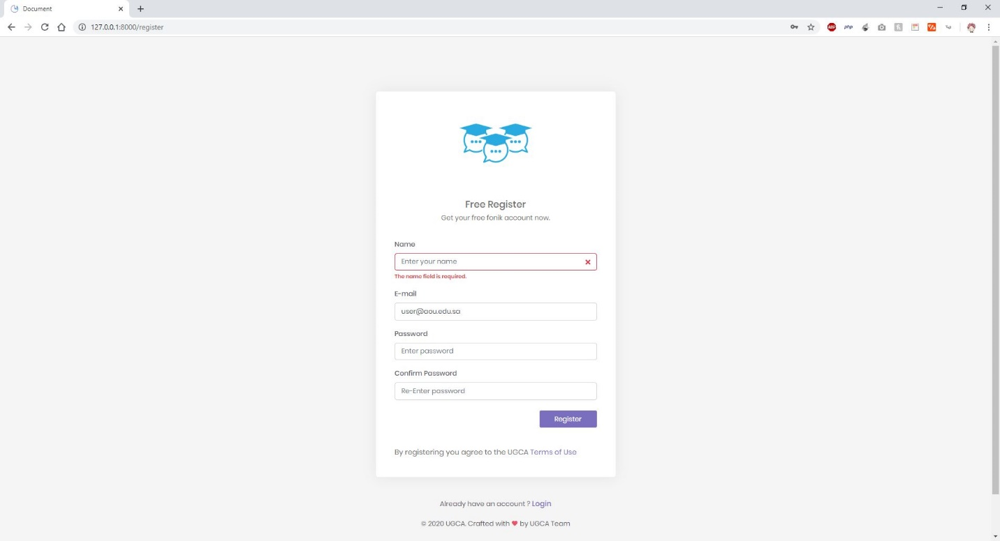 Document
127.0.0.1:8000/register
ABP
php
Free Register
Get your free fonik account now.
Name
Enter your name
The name field is required.
E-mail
user@aou.edu.sa
Password
Enter password
Confirm Password
Re-Enter password
Register
By registering you agree to the UGCA Terms of Use
Already have an account ? Login
© 2020 UGCA. Crafted with ❤ by UGCA Team